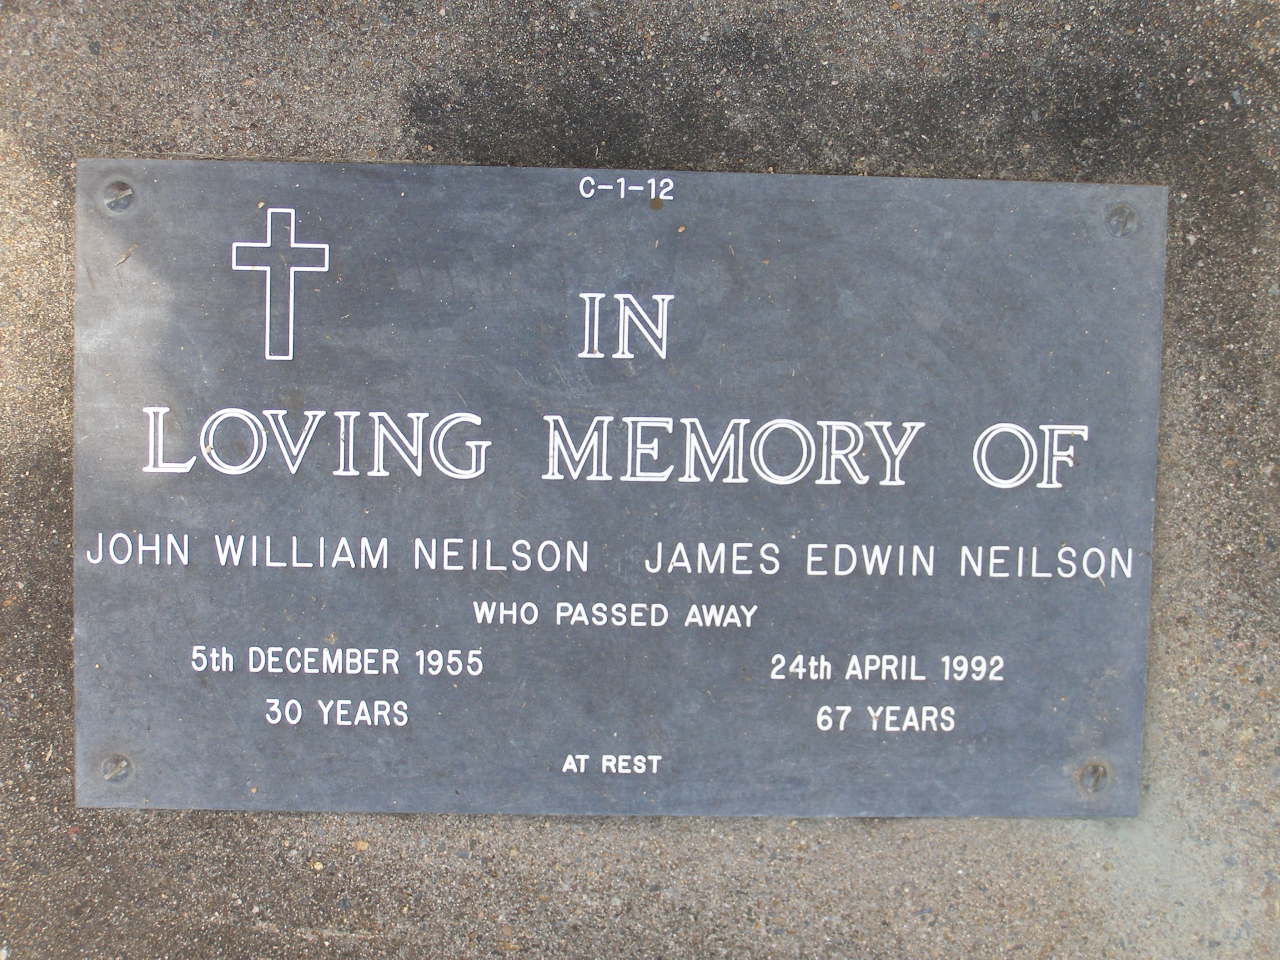 C-1-12
IN
LOVING MEMORY OF
JOHN WILLIAM NEILSON JAMES EDWIN NEILSON
WHO PASSED AWAY
5th DECEMBER 1955 24th APRIL 1992
30 YEARS 67 YEARS
AT REST